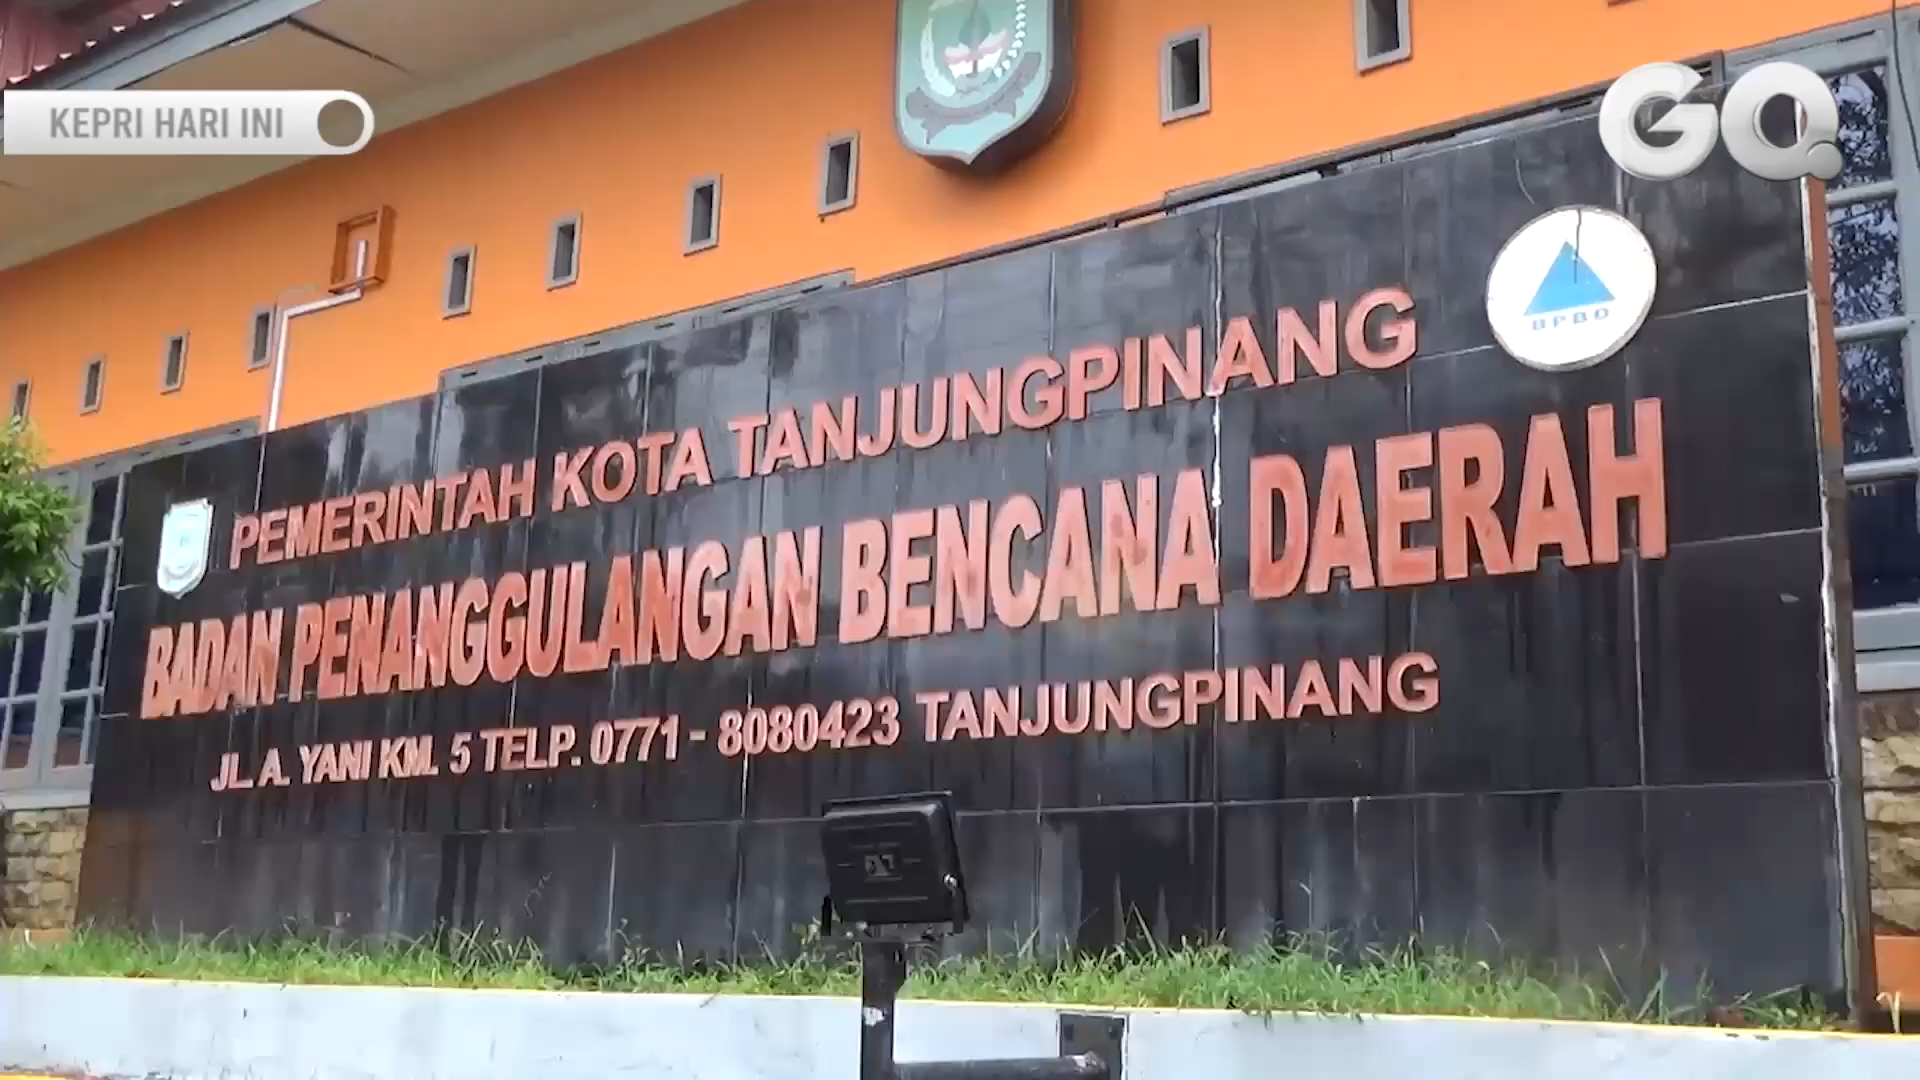 KEPRI HARI INI
GQ
PEMERINTAH KOTA TANJUNGPINANG
BPBD
BADAN PENANGGULANGAN BENCANA DAERAH
JL. A. YANI KM. 5 TELP. 0771 - 8080423 TANJUNGPINANG